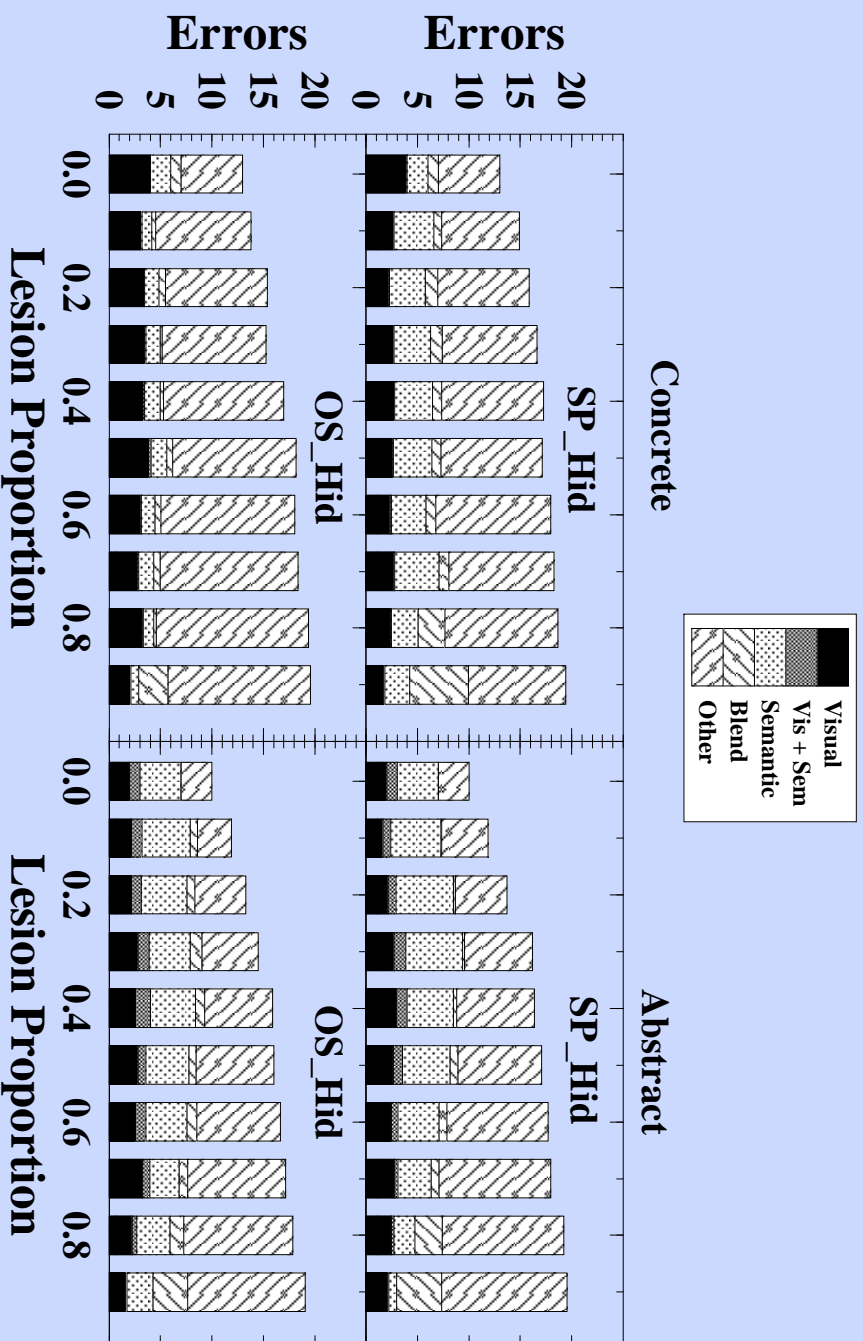 Visual
Vis + Sem
Semantic
Blend
Other
Concrete
Abstract
Errors
20
15
10
5
0
SP_Hid
SP_Hid
Errors
20
15
10
5
0
OS_Hid
OS_Hid
0.0 0.2 0.4 0.6 0.8
0.0 0.2 0.4 0.6 0.8
Lesion Proportion
Lesion Proportion